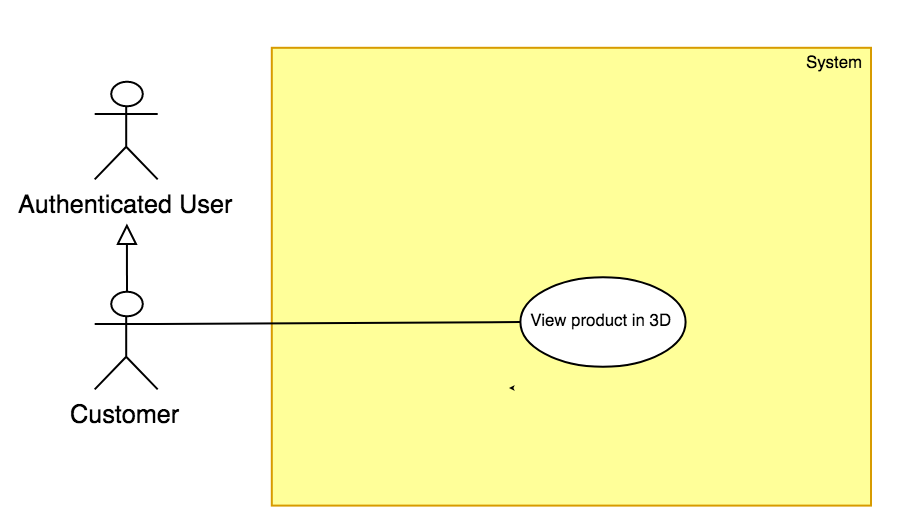 System
Authenticated User
View product in 3D
Customer